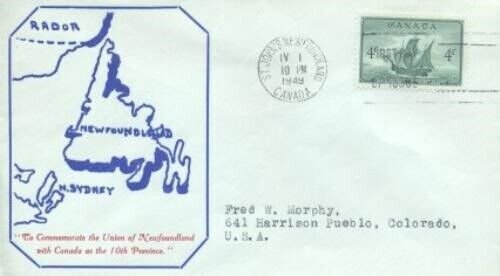 RADOR
NEWFOUNDLAND
N. SYDNEY
"To Commemorate the Union of Newfoundland
with Canada as the 10th Province."
ST. JOHN'S NEWFOUNDLAND
IV 1
10 PM
1949
CANADA
CANADA
4¢ 4¢
Fred W. Morphy,
641 Harrison Pueblo, Colorado,
U.S.A.